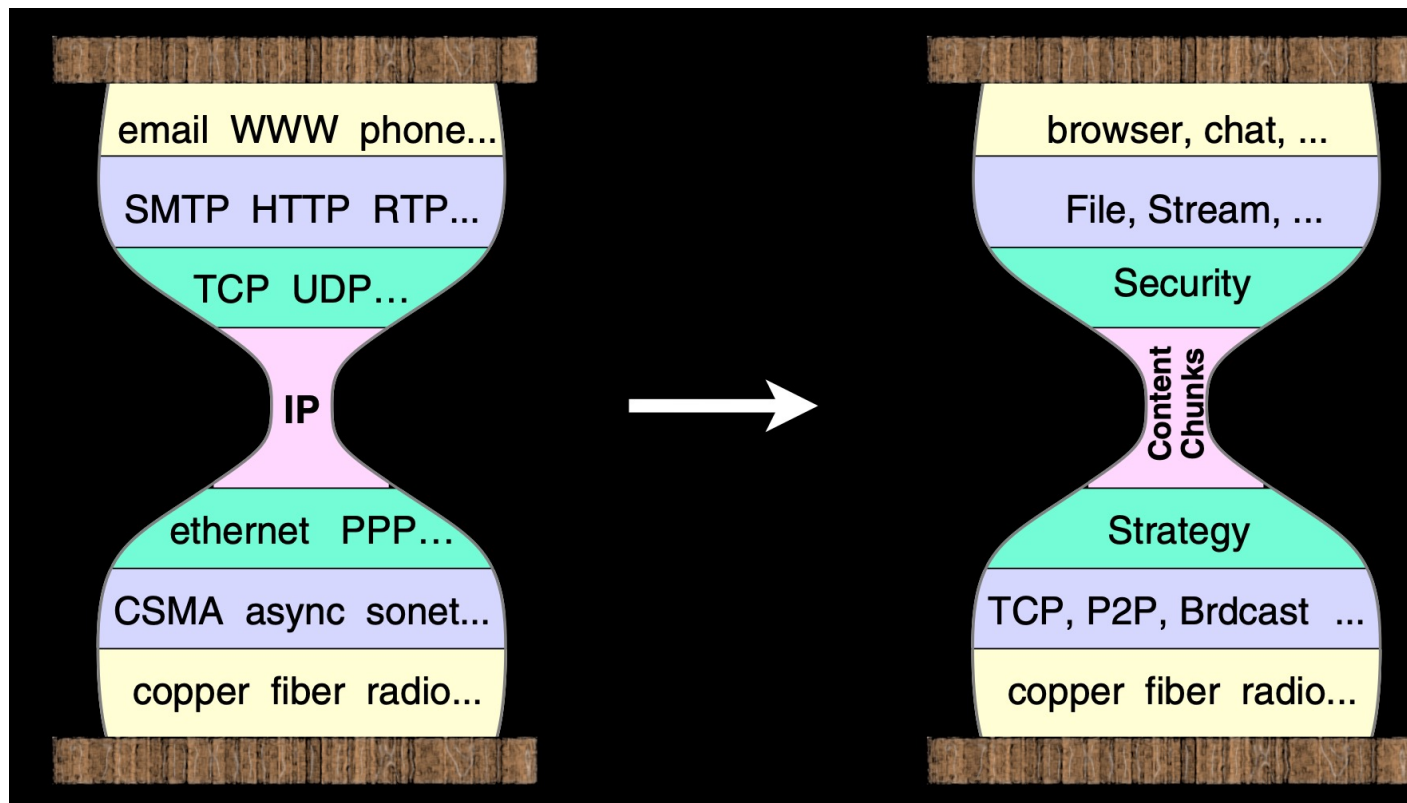 email WWW phone...
SMTP HTTP RTP...
TCP UDP...
IP
ethernet PPP...
CSMA async sonet...
copper fiber radio...
browser, chat, ...
File, Stream, ...
Security
Content
Chunks
Strategy
TCP, P2P, Brdcast ...
copper fiber radio...